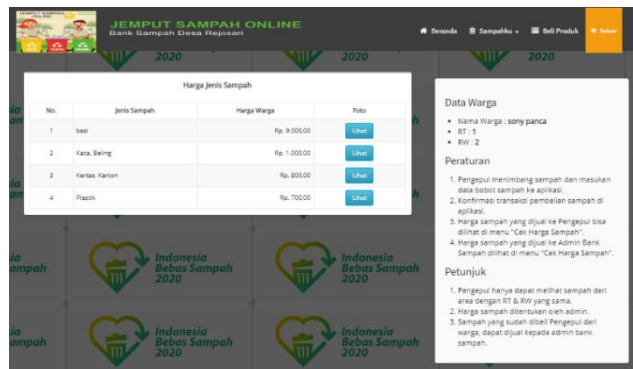 JEMPUT SAMPAH ONLINE
Bank Sampah Desa Rejosari
Beranda
Sampahku
Beli Produk
Keluar
2020
2020
2020
Harga Jenis Sampah
No. Jenis Sampah Harga Warga Foto
1 besi Rp. 9.000,00 Lihat
2 Kaca, Beling Rp. 1.000,00 Lihat
3 Kertas, Karton Rp. 800,00 Lihat
4 Plastik Rp. 700,00 Lihat
Data Warga
Nama Warga : sony panca
RT : 1
RW : 2
Peraturan
1. Pengepul menimbang sampah dan masukan
data bobot sampah ke aplikasi.
2. Konfirmasi transaksi pembelian sampah di
aplikasi.
3. Harga sampah yang dijual ke Pengepul bisa
dilihat di menu "Cek Harga Sampah".
4. Harga sampah yang dijual ke Admin Bank
Sampah dilihat di menu "Cek Harga Sampah".
Petunjuk
1. Pengepul hanya dapat melihat sampah dari
area dengan RT & RW yang sama.
2. Harga sampah ditentukan oleh admin.
3. Sampah yang sudah dibeli Pengepul dari
warga, dapat dijual kepada admin bank
sampah.
Indonesia
Bebas Sampah
2020
Indonesia
Bebas Sampah
2020
Indonesia
Bebas Sampah
2020
Indonesia
Bebas Sampah
2020